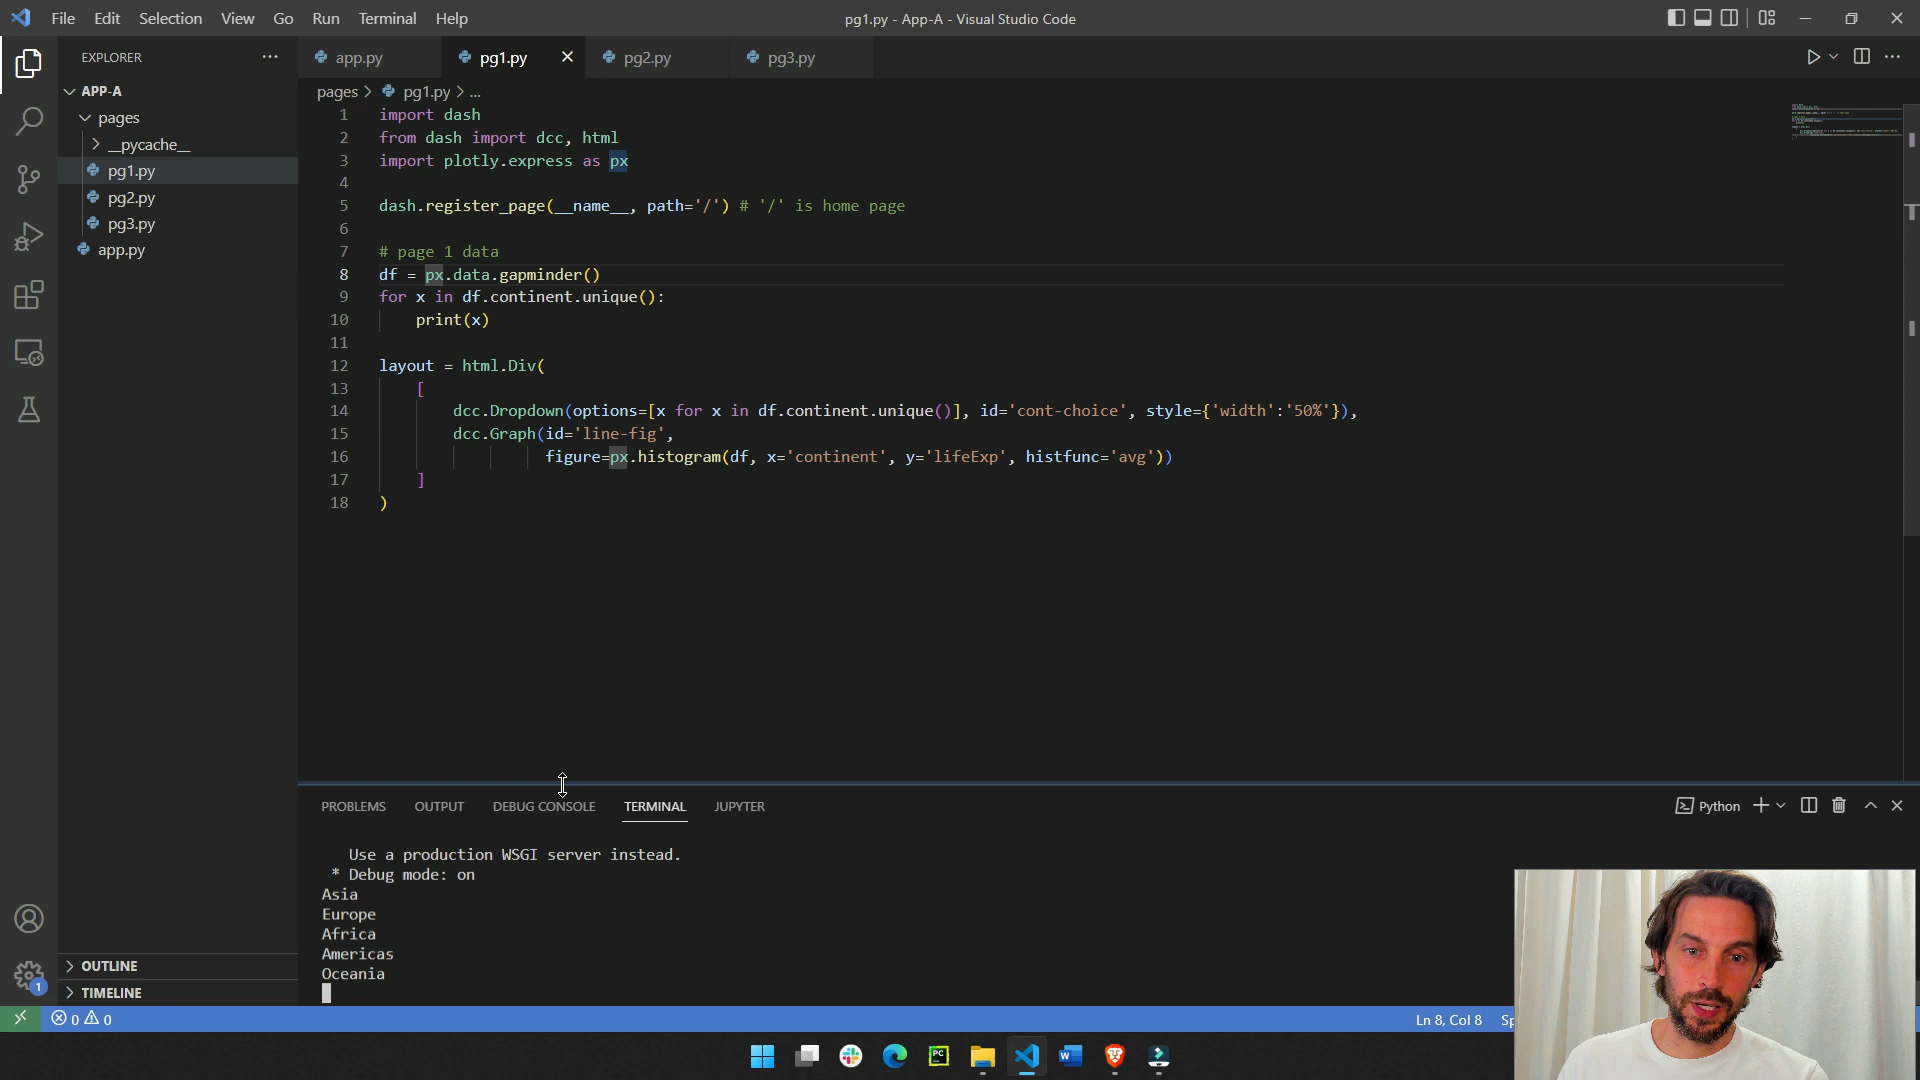 File Edit Selection View Go Run Terminal Help
pg1.py - App-A - Visual Studio Code
EXPLORER
APP-A
pages
__pycache__
pg1.py
pg2.py
pg3.py
app.py
OUTLINE
TIMELINE
app.py pg1.py pg2.py pg3.py
pages > pg1.py > ...
1 import dash
2 from dash import dcc, html
3 import plotly.express as px
4
5 dash.register_page(__name__, path='/') # '/' is home page
6
7 # page 1 data
8 df = px.data.gapminder()
9 for x in df.continent.unique():
10 print(x)
11
12 layout = html.Div(
13 [
14 dcc.Dropdown(options=[x for x in df.continent.unique()], id='cont-choice', style={'width':'50%'}),
15 dcc.Graph(id='line-fig',
16 figure=px.histogram(df, x='continent', y='lifeExp', histfunc='avg'))
17 ]
18 )
PROBLEMS OUTPUT DEBUG CONSOLE TERMINAL JUPYTER
Python
Use a production WSGI server instead.
* Debug mode: on
Asia
Europe
Africa
Americas
Oceania
1
0 0
Ln 8, Col 8 Sp
PC
W